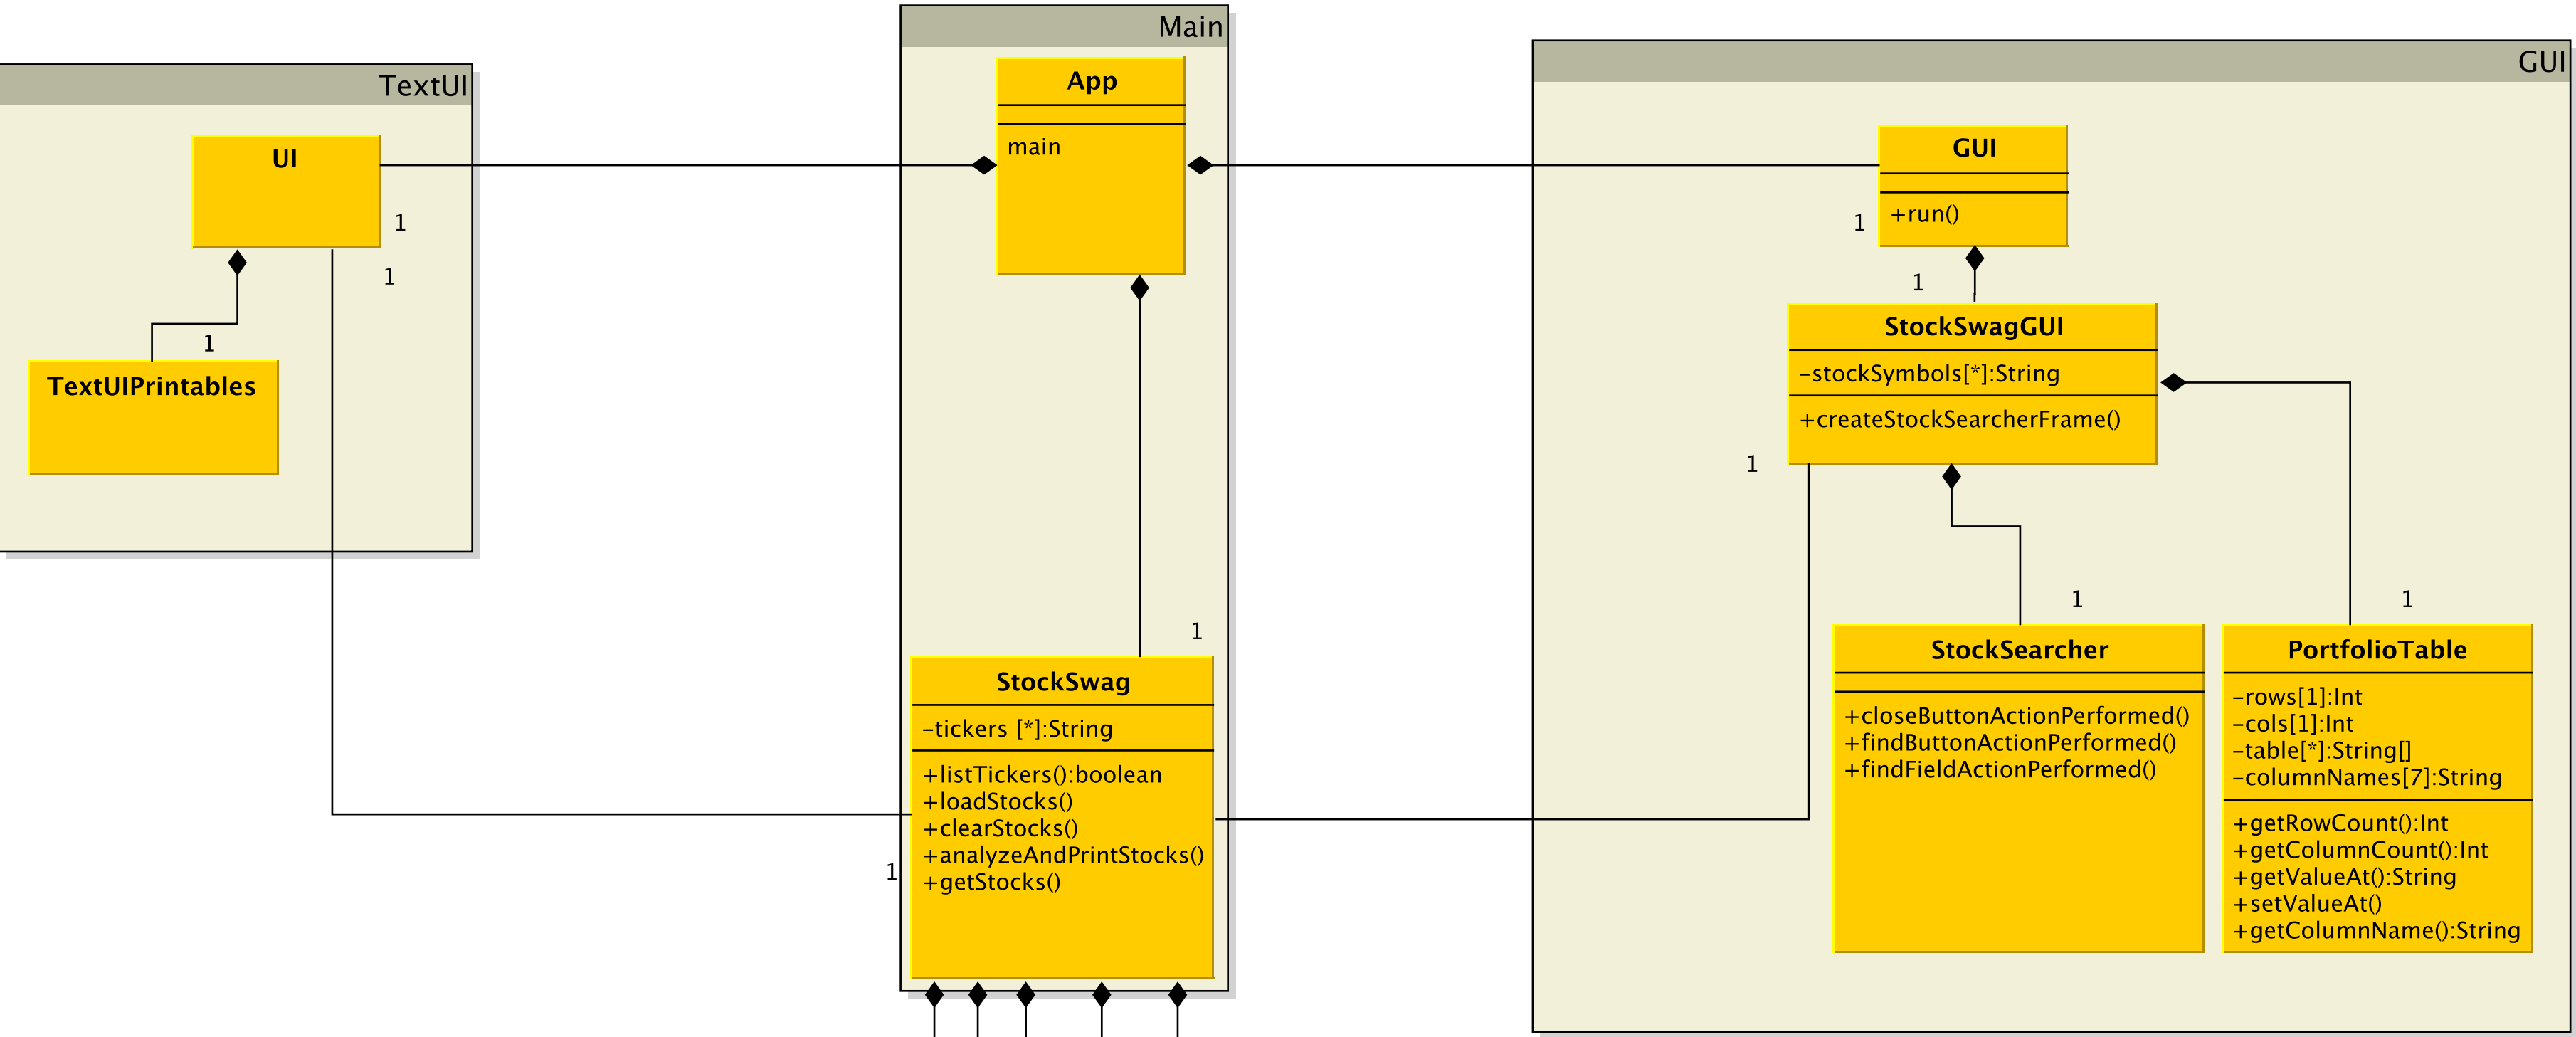 TextUI
UI
1
1
1
TextUIPrintables
Main
App
main
1
StockSwag
-tickers [*]:String
+listTickers():boolean
+loadStocks()
+clearStocks()
+analyzeAndPrintStocks()
+getStocks()
1
GUI
GUI
+run()
1
1
StockSwagGUI
-stockSymbols[*]:String
+createStockSearcherFrame()
1
1
StockSearcher
+closeButtonActionPerformed()
+findButtonActionPerformed()
+findFieldActionPerformed()
1
PortfolioTable
-rows[1]:Int
-cols[1]:Int
-table[*]:String[]
-columnNames[7]:String
+getRowCount():Int
+getColumnCount():Int
+getValueAt():String
+setValueAt()
+getColumnName():String